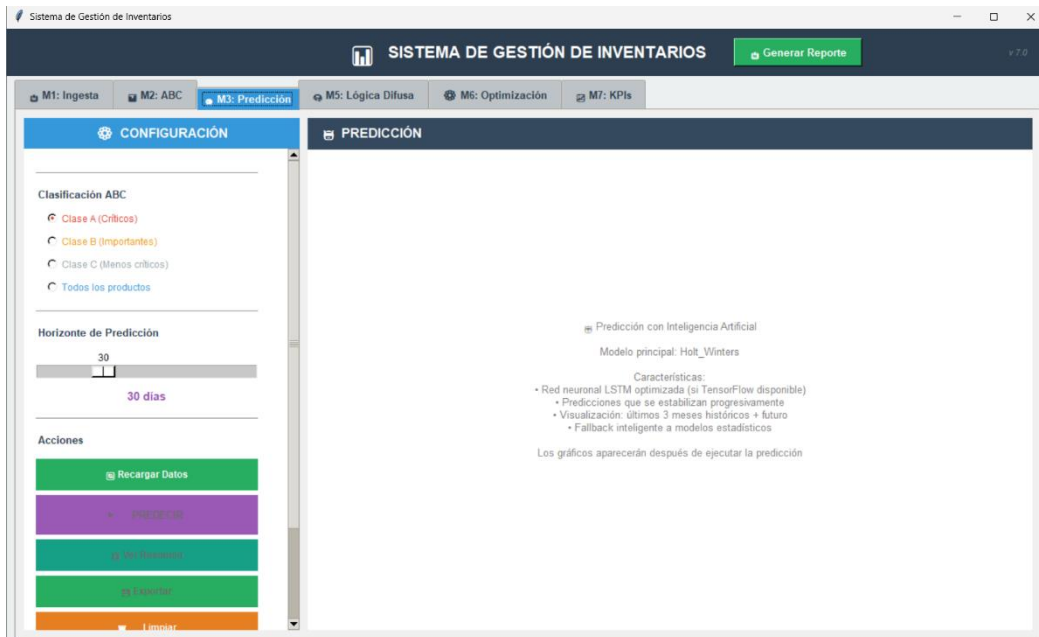 Sistema de Gestión de Inventarios
SISTEMA DE GESTIÓN DE INVENTARIOS
Generar Reporte
v 7.0
M1: Ingesta
M2: ABC
M3: Predicción
M5: Lógica Difusa
M6: Optimización
M7: KPIs
CONFIGURACIÓN
Clasificación ABC
Clase A (Críticos)
Clase B (Importantes)
Clase C (Menos críticos)
Todos los productos
Horizonte de Predicción
30
30 días
Acciones
Recargar Datos
PREDECIR
Exportar
Limpiar
PREDICCIÓN
Predicción con Inteligencia Artificial
Modelo principal: Holt_Winters
Características:
• Red neuronal LSTM optimizada (si TensorFlow disponible)
• Predicciones que se estabilizan progresivamente
• Visualización: últimos 3 meses históricos + futuro
• Fallback inteligente a modelos estadísticos
Los gráficos aparecerán después de ejecutar la predicción